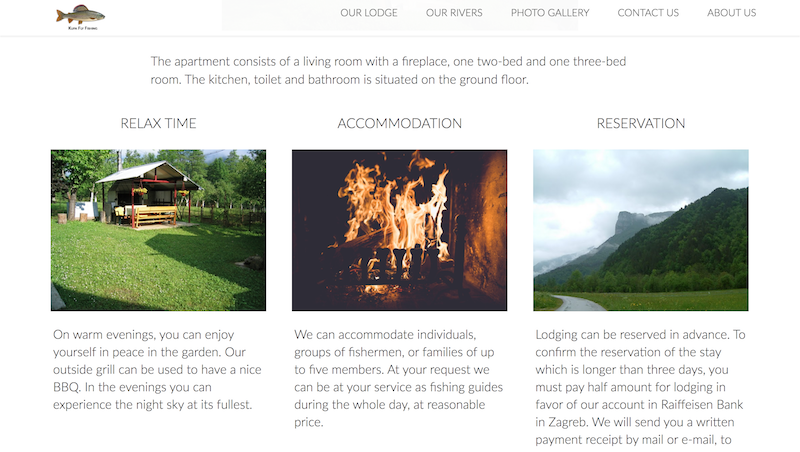 OUR LODGE OUR RIVERS PHOTO GALLERY CONTACT US ABOUT US
The apartment consists of a living room with a fireplace, one two-bed and one three-bed
room. The kitchen, toilet and bathroom is situated on the ground floor.
RELAX TIME
On warm evenings, you can enjoy
yourself in peace in the garden. Our
outside grill can be used to have a nice
BBQ. In the evenings you can
experience the night sky at its fullest.
ACCOMMODATION
We can accommodate individuals,
groups of fishermen, or families of up
to five members. At your request we
can be at your service as fishing guides
during the whole day, at reasonable
price.
RESERVATION
Lodging can be reserved in advance. To
confirm the reservation of the stay
which is longer than three days, you
must pay half amount for lodging in
favor of our account in Raiffeisen Bank
in Zagreb. We will send you a written
payment receipt by mail or e-mail, to